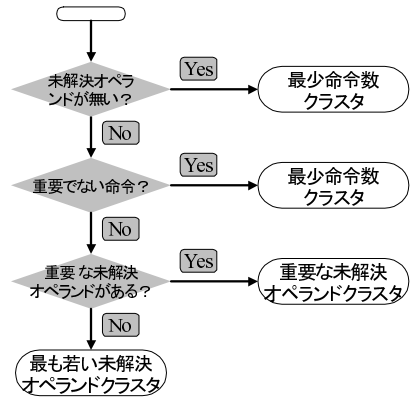 未解決オペラ
ンドが無い？
Yes
最少命令数
クラスタ
No
重要でない命令？
Yes
最少命令数
クラスタ
No
重要な未解決
オペランドがある？
Yes
重要な未解決
オペランドクラスタ
No
最も若い未解決
オペランドクラスタ